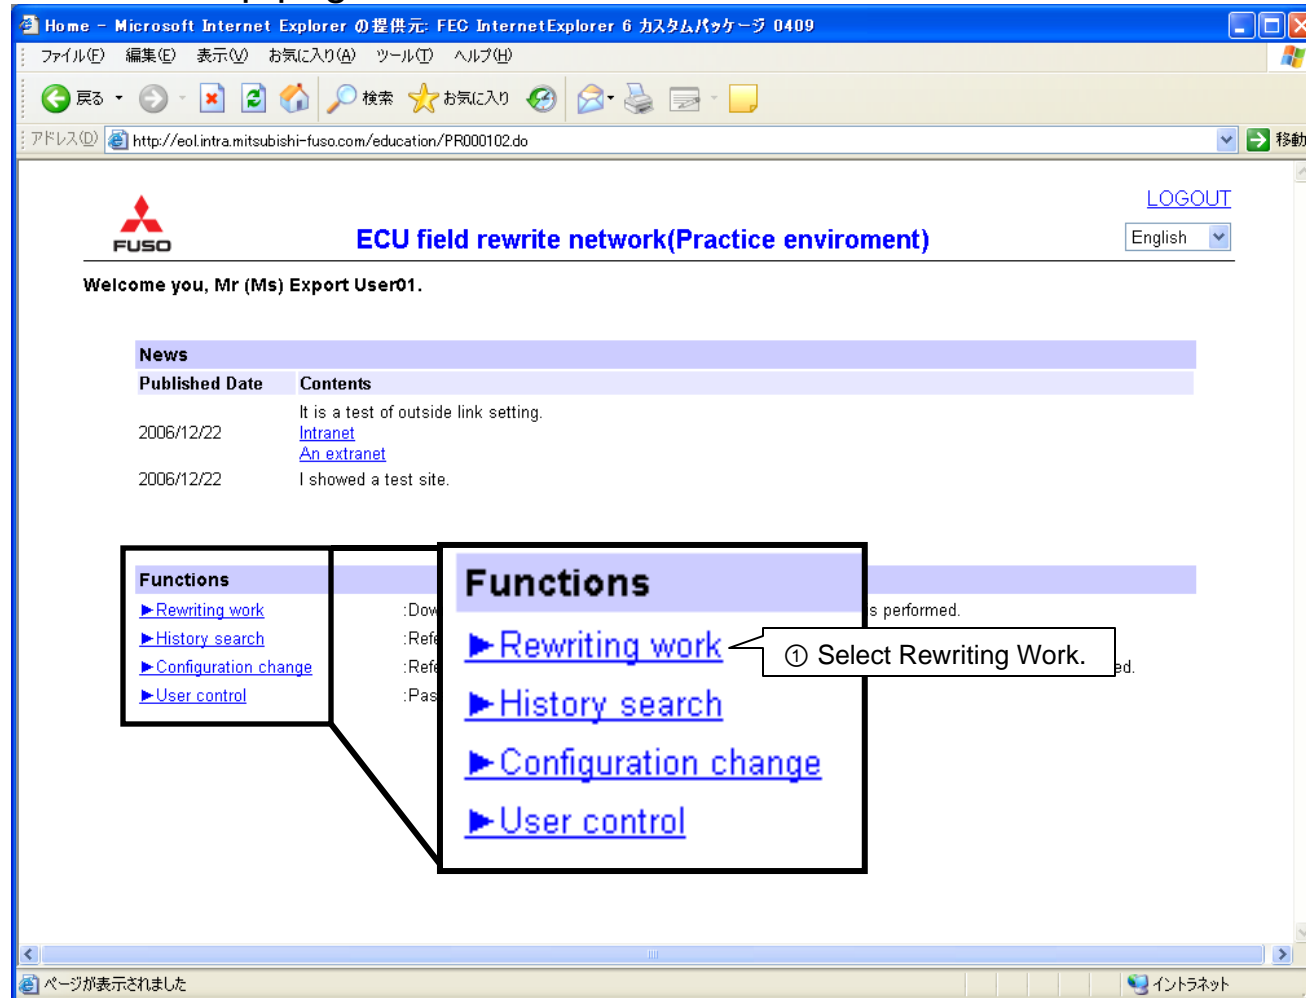 Home - Microsoft Internet Explorer の提供元: FEC InternetExplorer 6 カスタムパッケージ 0409
ファイル(F) 編集(E) 表示(V) お気に入り(A) ツール(T) ヘルプ(H)
戻る 検索 お気に入り
アドレス(D) http://eol.intra.mitsubishi-fuso.com/education/PR000102.do 移動
LOGOUT
FUSO
ECU field rewrite network(Practice enviroment)
English
Welcome you, Mr (Ms) Export User01.
News
Published Date Contents
It is a test of outside link setting.
2006/12/22 Intranet
An extranet
2006/12/22 I showed a test site.
Functions
►Rewriting work :Dow s performed.
►History search :Refe
►Configuration change :Refe ed.
►User control :Pas
Functions
►Rewriting work
① Select Rewriting Work.
►History search
►Configuration change
►User control
ページが表示されました イントラネット